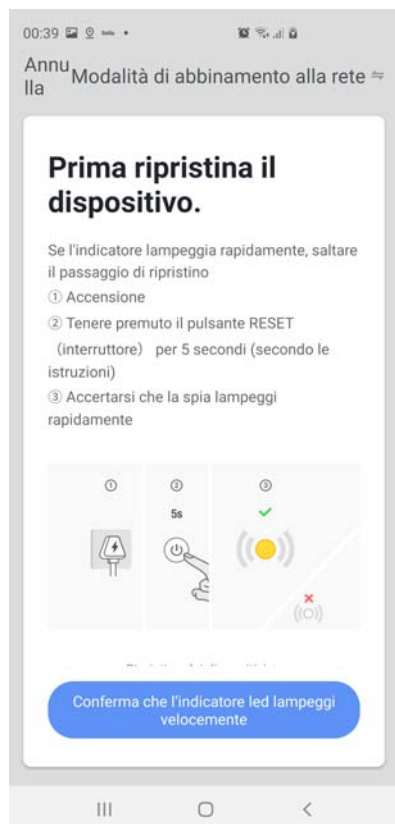 00:39
Annulla
Modalità di abbinamento alla rete
Prima ripristina il
dispositivo.
Se l'indicatore lampeggia rapidamente, saltare
il passaggio di ripristino
① Accensione
② Tenere premuto il pulsante RESET
（interruttore） per 5 secondi (secondo le
istruzioni)
③ Accertarsi che la spia lampeggi
rapidamente
① ② ③
5s
Conferma che l'indicatore led lampeggi
velocemente